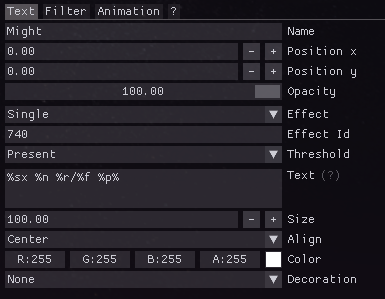 Text Filter Animation ?
Might Name
0.00 - + Position x
0.00 - + Position y
100.00 Opacity
Single Effect
740 Effect Id
Present Threshold
%sx %n %r/%f %p% Text (?)
100.00 - + Size
Center Align
R:255 G:255 B:255 A:255 Color
None Decoration